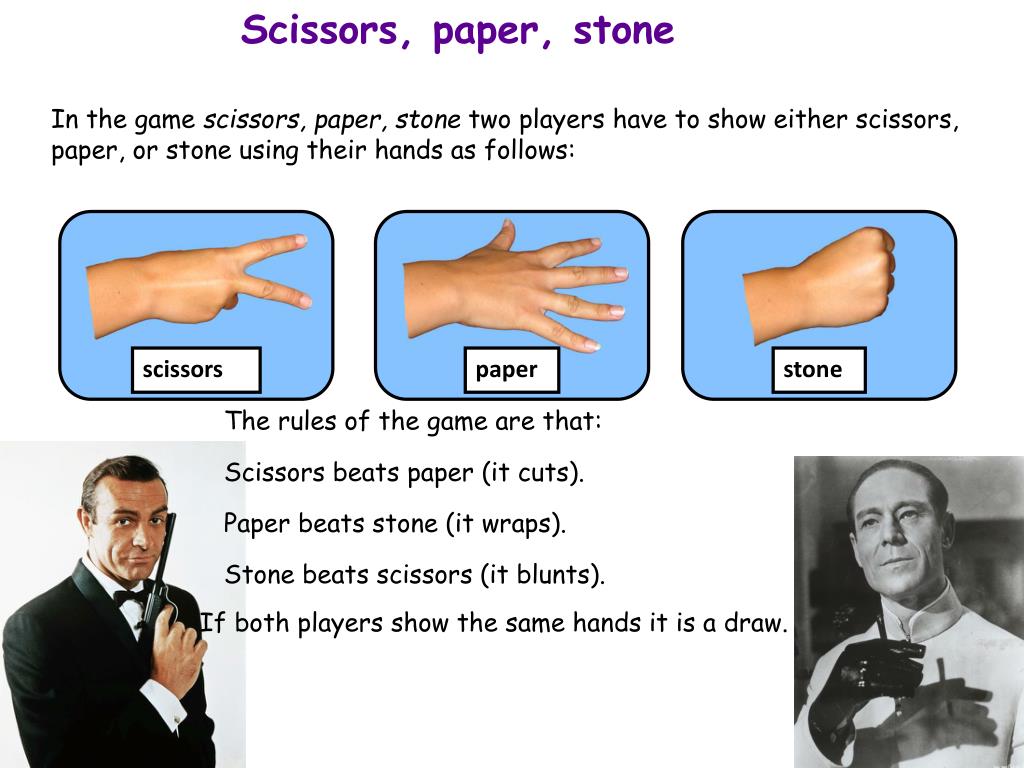 Scissors, paper, stone
In the game scissors, paper, stone two players have to show either scissors,
paper, or stone using their hands as follows:
scissors
paper
stone
The rules of the game are that:
Scissors beats paper (it cuts).
Paper beats stone (it wraps).
Stone beats scissors (it blunts).
If both players show the same hands it is a draw.